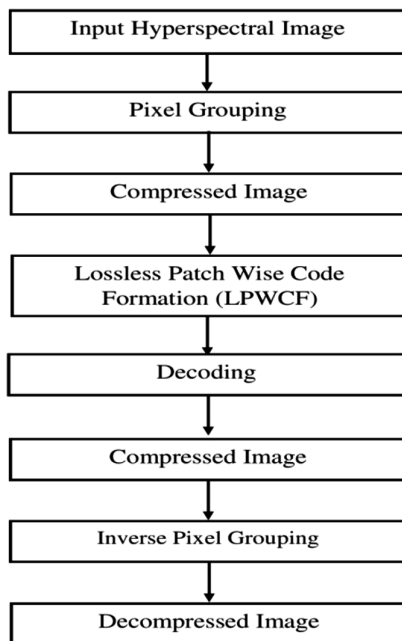 Input Hyperspectral Image
Pixel Grouping
Compressed Image
Lossless Patch Wise Code
Formation (LPWCF)
Decoding
Compressed Image
Inverse Pixel Grouping
Decompressed Image